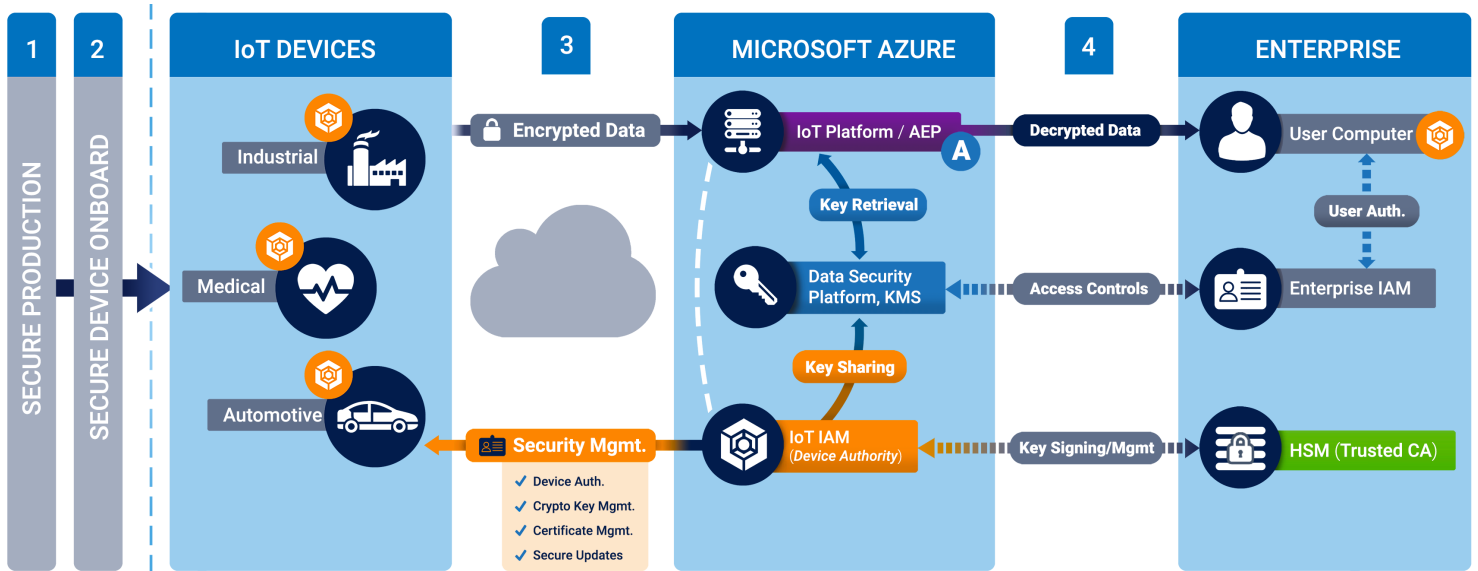 1
SECURE PRODUCTION
2
SECURE DEVICE ONBOARD
IoT DEVICES
Industrial
Medical
Automotive
3
Encrypted Data
Security Mgmt.
✓ Device Auth.
✓ Crypto Key Mgmt.
✓ Certificate Mgmt.
✓ Secure Updates
MICROSOFT AZURE
IoT Platform / AEP
A
Key Retrieval
Data Security
Platform, KMS
Key Sharing
IoT IAM
(Device Authority)
4
Decrypted Data
Access Controls
Key Signing/Mgmt
ENTERPRISE
User Computer
User Auth.
Enterprise IAM
HSM (Trusted CA)